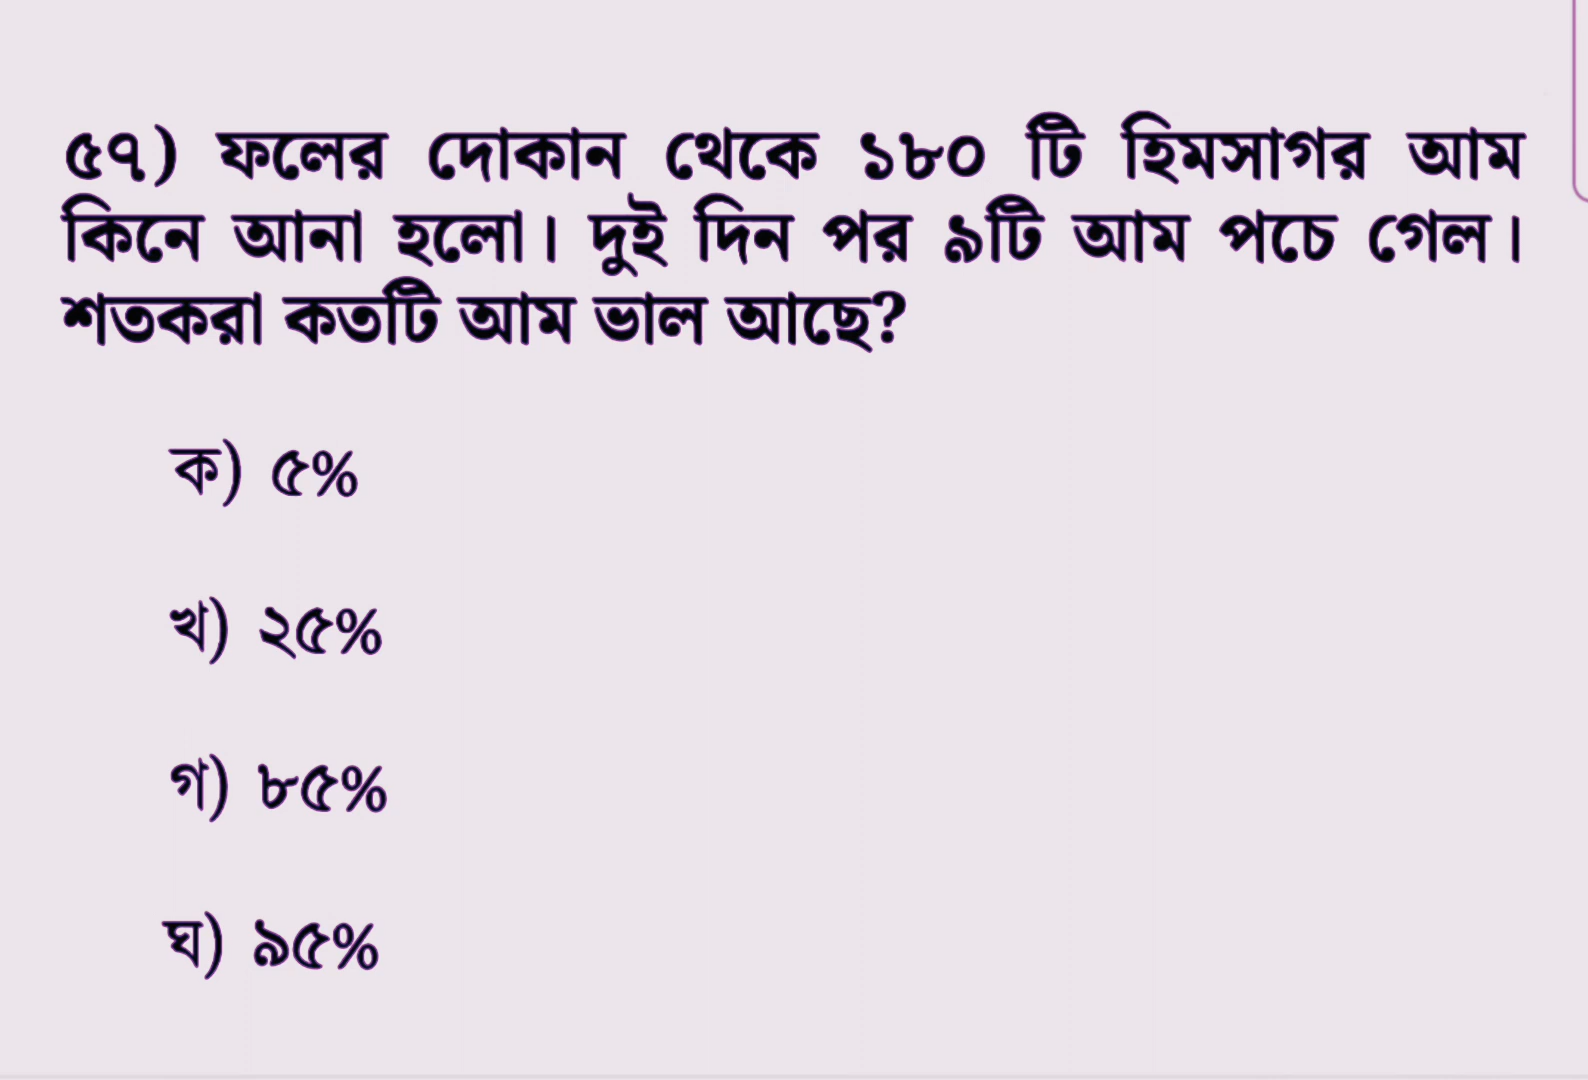 ৫৭) ফলের দোকান থেকে ১৮০ টি হিমসাগর আম
কিনে আনা হলো। দুই দিন পর ৯টি আম পচে গেল।
শতকরা কতটি আম ভাল আছে?
ক) ৫%
খ) ২৫%
গ) ৮৫%
ঘ) ৯৫%